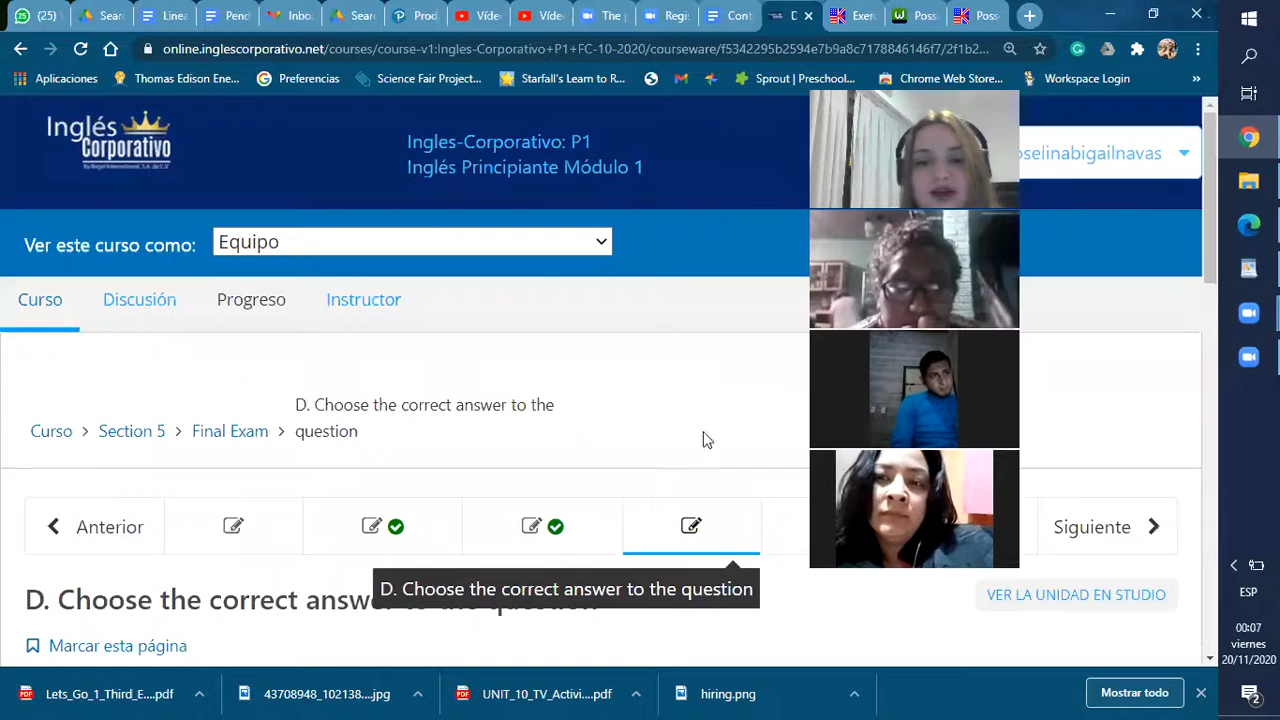 (25)
Sear
Linea
Pend
Inbo
Sear
Prod
Vídeo
Vídeo
The
Regi
Cont
D
Exer
Poss
Poss
online.inglescorporativo.net/courses/course-v1:Ingles-Corporativo+P1+FC-10-2020/courseware/f5342295b2594e7b9a8c7178846146f7/2f1b2...
Aplicaciones
Thomas Edison Ene...
Preferencias
Science Fair Project...
Starfall's Learn to R...
Sprout | Preschool...
Chrome Web Store...
Workspace Login
»
Inglés
Corporativo
Ingles-Corporativo: P1
Inglés Principiante Módulo 1
oselinabigailnavas
Ver este curso como:
Equipo
Curso
Discusión
Progreso
Instructor
D. Choose the correct answer to the
Curso > Section 5 > Final Exam > question
Anterior
Siguiente
D. Choose the correct answer to the question
D. Choose the correct answer to the question
VER LA UNIDAD EN STUDIO
Marcar esta página
Lets_Go_1_Third_E....pdf
43708948_102138....jpg
UNIT_10_TV_Activi....pdf
hiring.png
Mostrar todo
ESP
00:07
viernes
20/11/2020
2